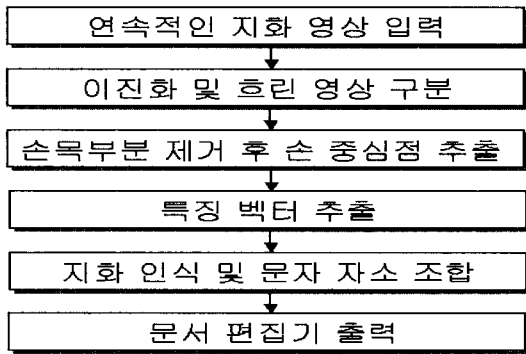 연속적인 지화 영상 입력
이진화 및 흐린 영상 구분
손목부분 제거 후 손 중심점 추출
특징 벡터 추출
지화 인식 및 문자 자소 조합
문서 편집기 출력